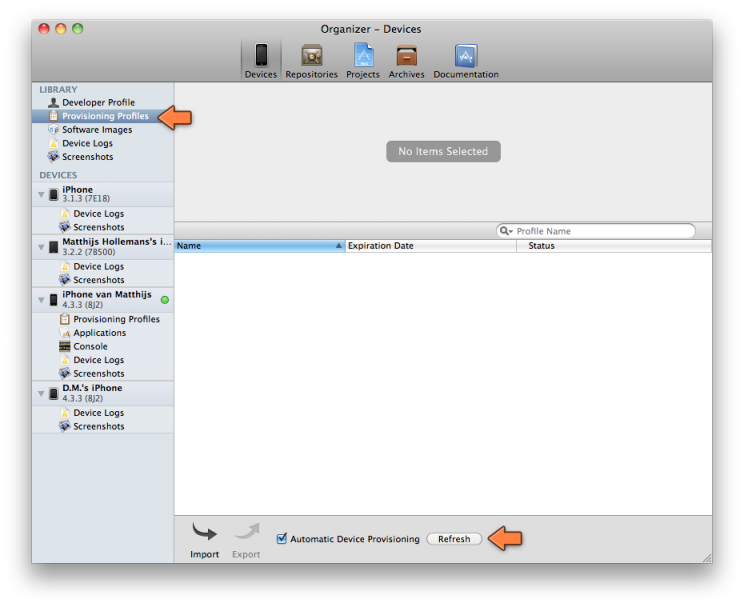 Organizer – Devices
Devices
Repositories
Projects
Archives
Documentation
LIBRARY
Developer Profile
Provisioning Profiles
Software Images
Device Logs
Screenshots
DEVICES
iPhone
3.1.3 (7E18)
Device Logs
Screenshots
Matthijs Hollemans's i...
3.2.2 (7B500)
Device Logs
Screenshots
iPhone van Matthijs
4.3.3 (8J2)
Provisioning Profiles
Applications
Console
Device Logs
Screenshots
D.M.'s iPhone
4.3.3 (8J2)
Device Logs
Screenshots
No Items Selected
Profile Name
Name
Expiration Date
Status
Import
Export
Automatic Device Provisioning
Refresh